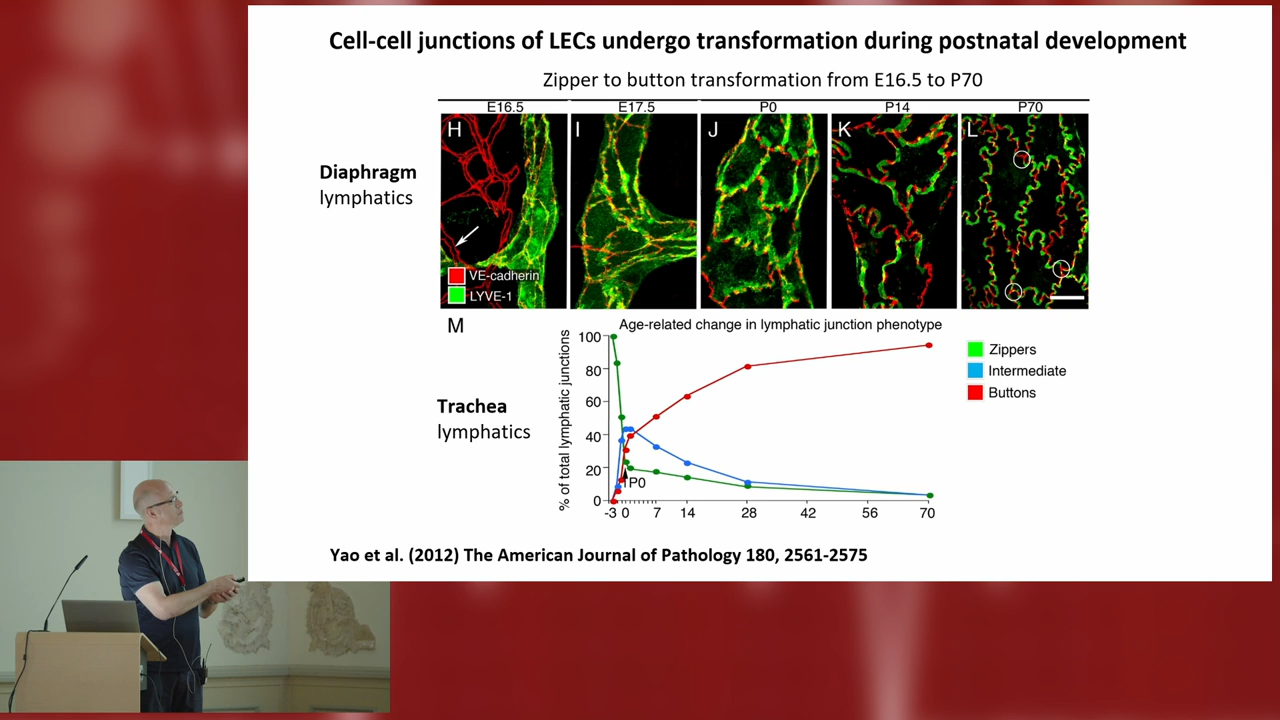 Cell-cell junctions of LECs undergo transformation during postnatal development
Zipper to button transformation from E16.5 to P70
E16.5 E17.5 P0 P14 P70
H I J K L
Diaphragm
lymphatics
VE-cadherin
LYVE-1
M
Age-related change in lymphatic junction phenotype
% of total lymphatic junctions
100
80
60
40
20
0
P0
-3 0 7 14 28 42 56 70
Zippers
Intermediate
Buttons
Trachea
lymphatics
Yao et al. (2012) The American Journal of Pathology 180, 2561-2575